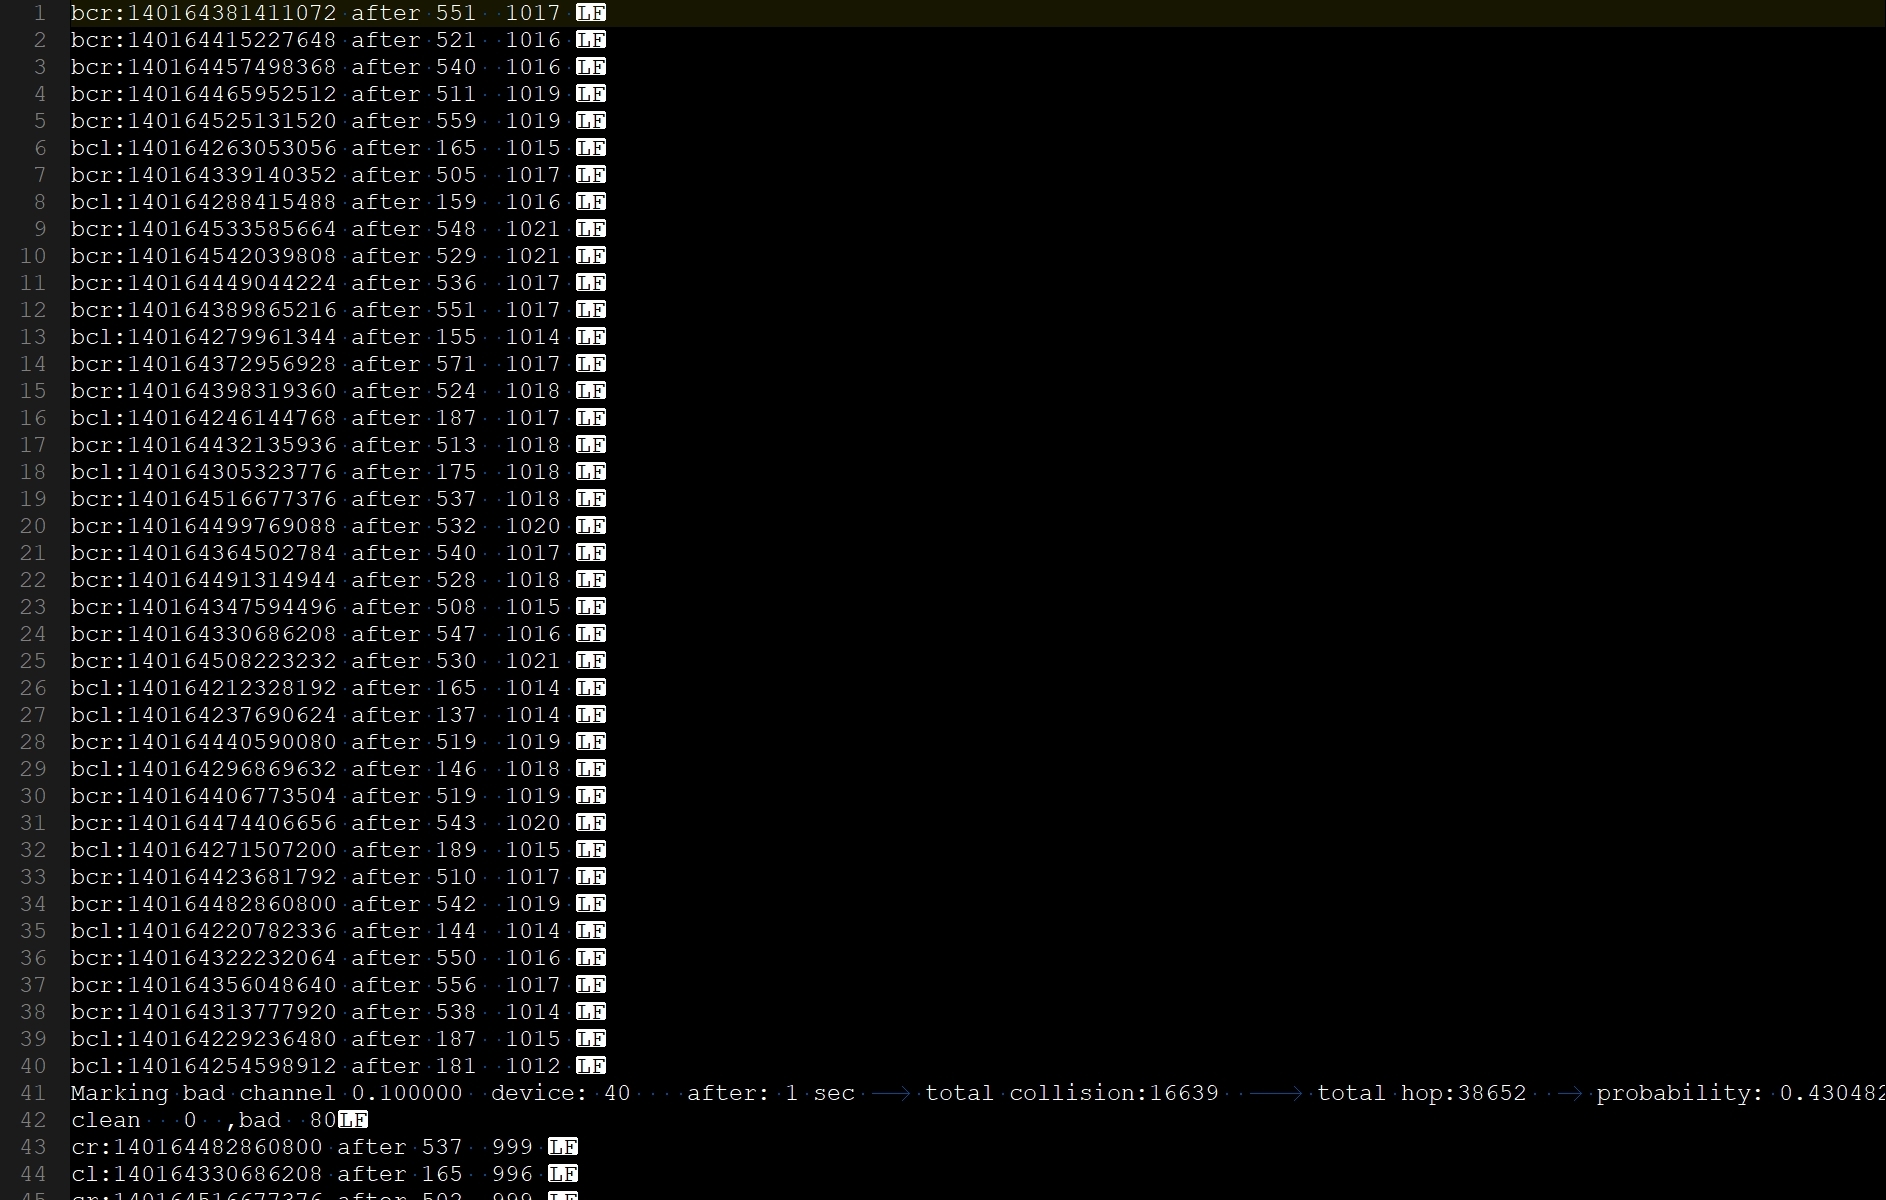 1 bcr:140164381411072 after 551  1017 LF
2 bcr:140164415227648 after 521  1016 LF
3 bcr:140164457498368 after 540  1016 LF
4 bcr:140164465952512 after 511  1019 LF
5 bcr:140164525131520 after 559  1019 LF
6 bcl:140164263053056 after 165  1015 LF
7 bcr:140164339140352 after 505  1017 LF
8 bcl:140164288415488 after 159  1016 LF
9 bcr:140164533585664 after 548  1021 LF
10 bcr:140164542039808 after 529  1021 LF
11 bcr:140164449044224 after 536  1017 LF
12 bcr:140164389865216 after 551  1017 LF
13 bcl:140164279961344 after 155  1014 LF
14 bcr:140164372956928 after 571  1017 LF
15 bcr:140164398319360 after 524  1018 LF
16 bcl:140164246144768 after 187  1017 LF
17 bcr:140164432135936 after 513  1018 LF
18 bcl:140164305323776 after 175  1018 LF
19 bcr:140164516677376 after 537  1018 LF
20 bcr:140164499769088 after 532  1020 LF
21 bcr:140164364502784 after 540  1017 LF
22 bcr:140164491314944 after 528  1018 LF
23 bcr:140164347594496 after 508  1015 LF
24 bcr:140164330686208 after 547  1016 LF
25 bcr:140164508223232 after 530  1021 LF
26 bcl:140164212328192 after 165  1014 LF
27 bcl:140164237690624 after 137  1014 LF
28 bcr:140164440590080 after 519  1019 LF
29 bcl:140164296869632 after 146  1018 LF
30 bcr:140164406773504 after 519  1019 LF
31 bcr:140164474406656 after 543  1020 LF
32 bcl:140164271507200 after 189  1015 LF
33 bcr:140164423681792 after 510  1017 LF
34 bcr:140164482860800 after 542  1019 LF
35 bcl:140164220782336 after 144  1014 LF
36 bcr:140164322232064 after 550  1016 LF
37 bcr:140164356048640 after 556  1017 LF
38 bcr:140164313777920 after 538  1014 LF
39 bcl:140164229236480 after 187  1015 LF
40 bcl:140164254598912 after 181  1012 LF
41 Marking bad channel 0.100000  device: 40    after: 1 sec → total collision:16639  → total hop:38652  → probability: 0.430482
42 clean   0  ,bad  80LF
43 cr:140164482860800 after 537  999 LF
44 cl:140164330686208 after 165  996 LF
45 cr:140164516677376 after 502  999 LF